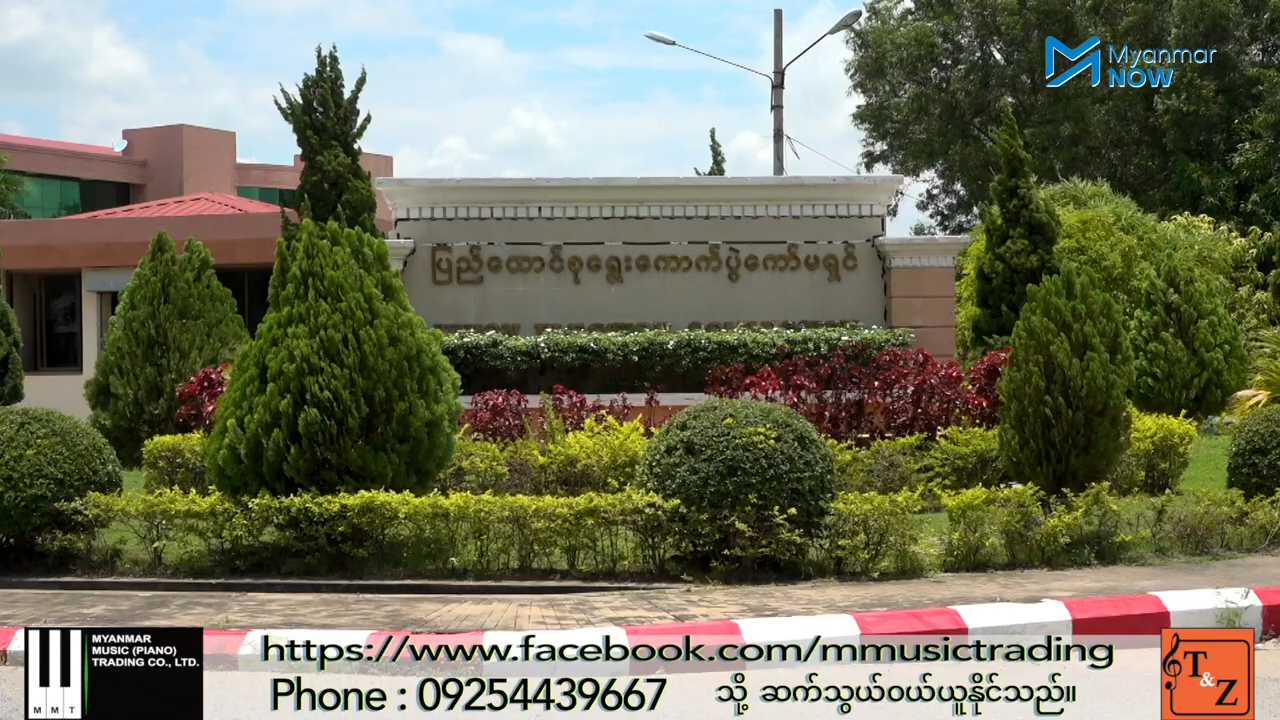 Myanmar
NOW
ပြည်ထောင်စုရွေးကောက်ပွဲကော်မရှင်
MYANMAR
MUSIC (PIANO)
TRADING CO., LTD.
M M T
https://www.facebook.com/mmusictrading
Phone : 09254439667 သို့ ဆက်သွယ်ဝယ်ယူနိုင်သည်။
T&Z